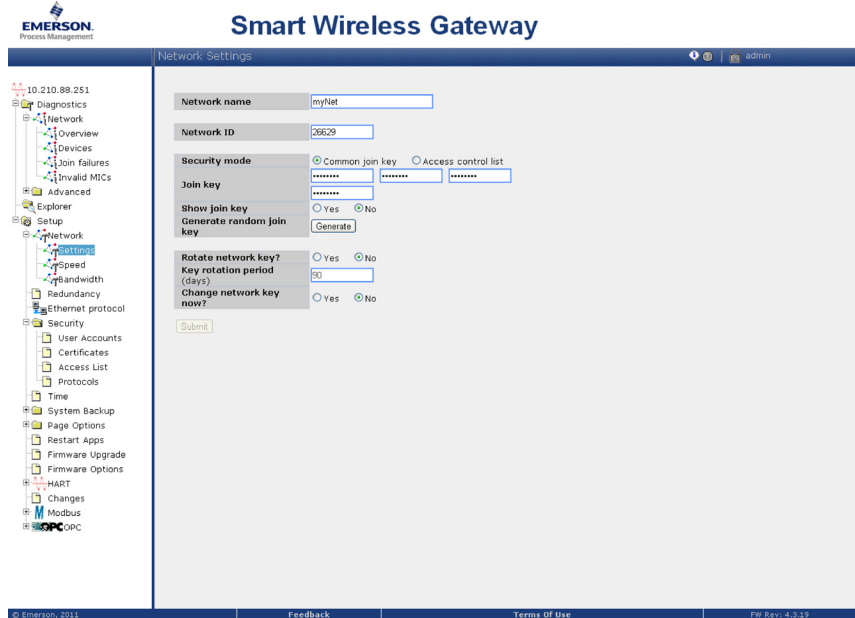 EMERSON.
Process Management
Smart Wireless Gateway
Network Settings
admin
10.210.88.251
Diagnostics
Network
Overview
Devices
Join failures
Invalid MICs
Advanced
Explorer
Setup
Network
Settings
Speed
Bandwidth
Redundancy
Ethernet protocol
Security
User Accounts
Certificates
Access List
Protocols
Time
System Backup
Page Options
Restart Apps
Firmware Upgrade
Firmware Options
HART
Changes
Modbus
OPC OPC
Network name myNet
Network ID 26629
Security mode Common join key Access control list
Join key •••••••• •••••••• ••••••••
••••••••
Show join key Yes No
Generate random join key Generate
Rotate network key? Yes No
Key rotation period (days) 90
Change network key now? Yes No
Submit
© Emerson, 2011 Feedback Terms Of Use FW Rev: 4.3.19